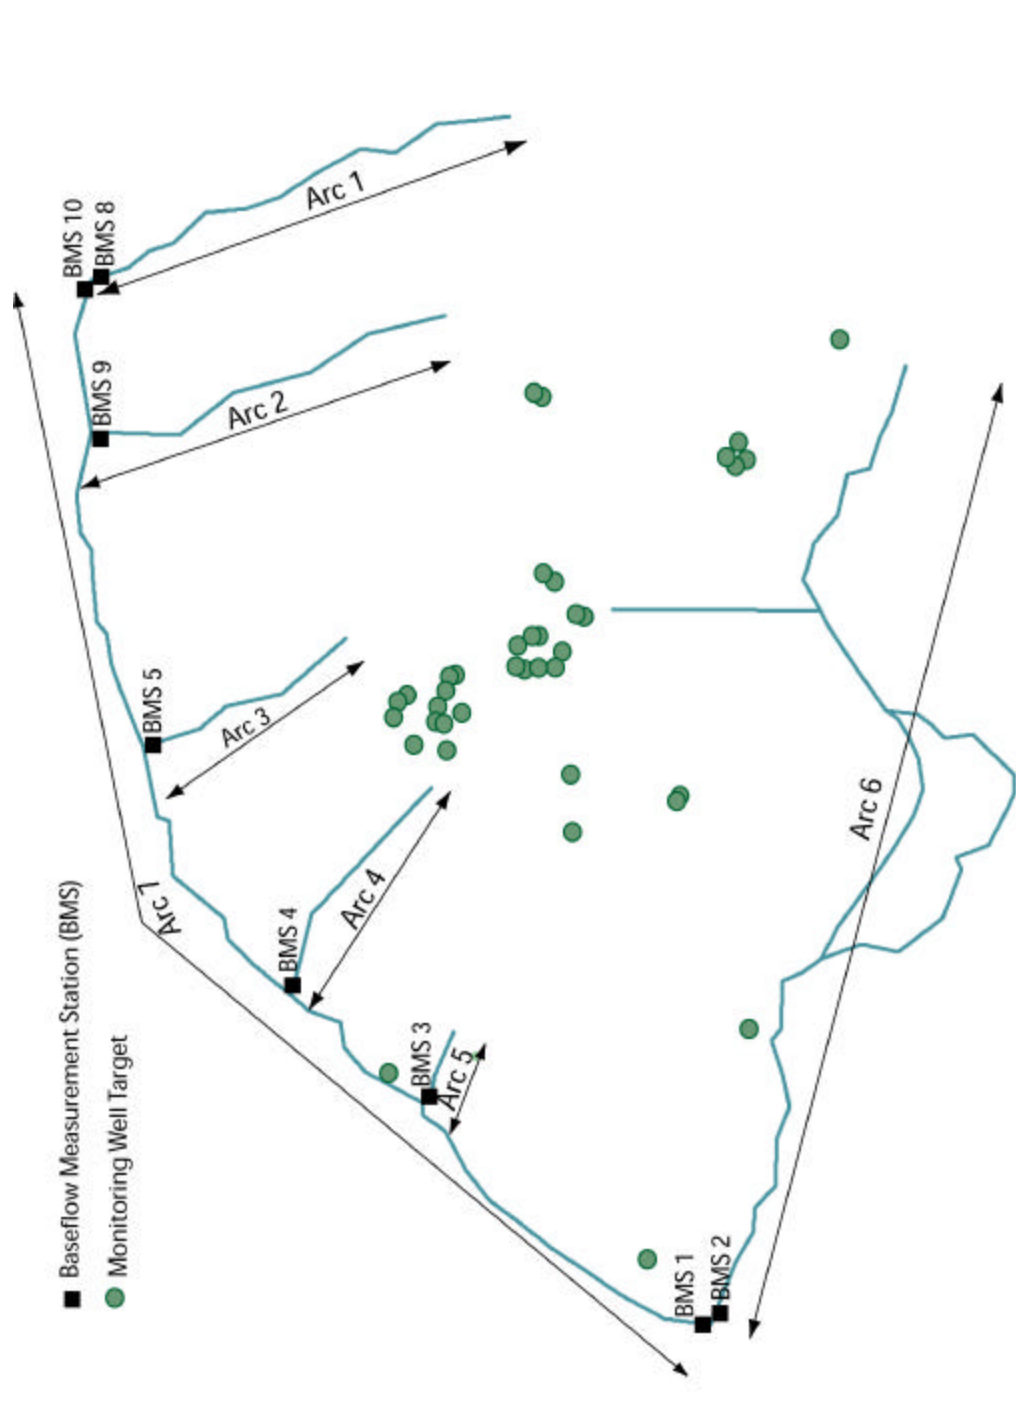 Baseflow Measurement Station (BMS)
Monitoring Well Target
BMS 10
BMS 8
Arc 1
BMS 9
Arc 2
BMS 5
Arc 3
Arc 7
BMS 4
Arc 4
BMS 3
Arc 5
Arc 6
BMS 1
BMS 2